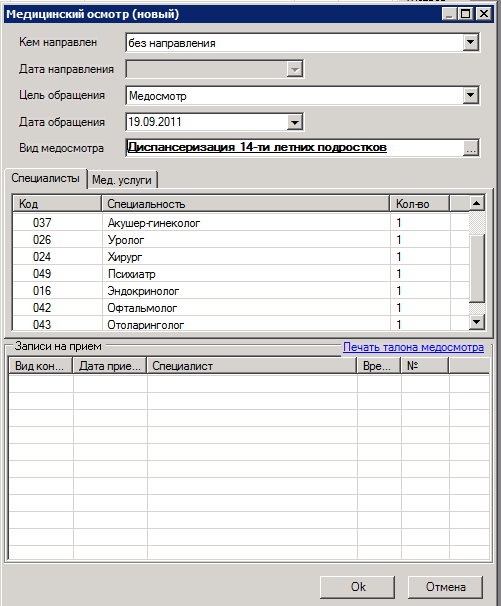 Медицинский осмотр (новый)
Кем направлен без направления
Дата направления
Цель обращения Медосмотр
Дата обращения 19.09.2011
Вид медосмотра Диспансеризация 14-ти летних подростков ...
Специалисты Мед. услуги
Код Специальность Кол-во
037 Акушер-гинеколог 1
026 Уролог 1
024 Хирург 1
049 Психиатр 1
016 Эндокринолог 1
042 Офтальмолог 1
043 Отоларинголог 1
Записи на прием Печать талона медосмотра
Вид кон... Дата прие... Специалист Вре... №
Ok Отмена